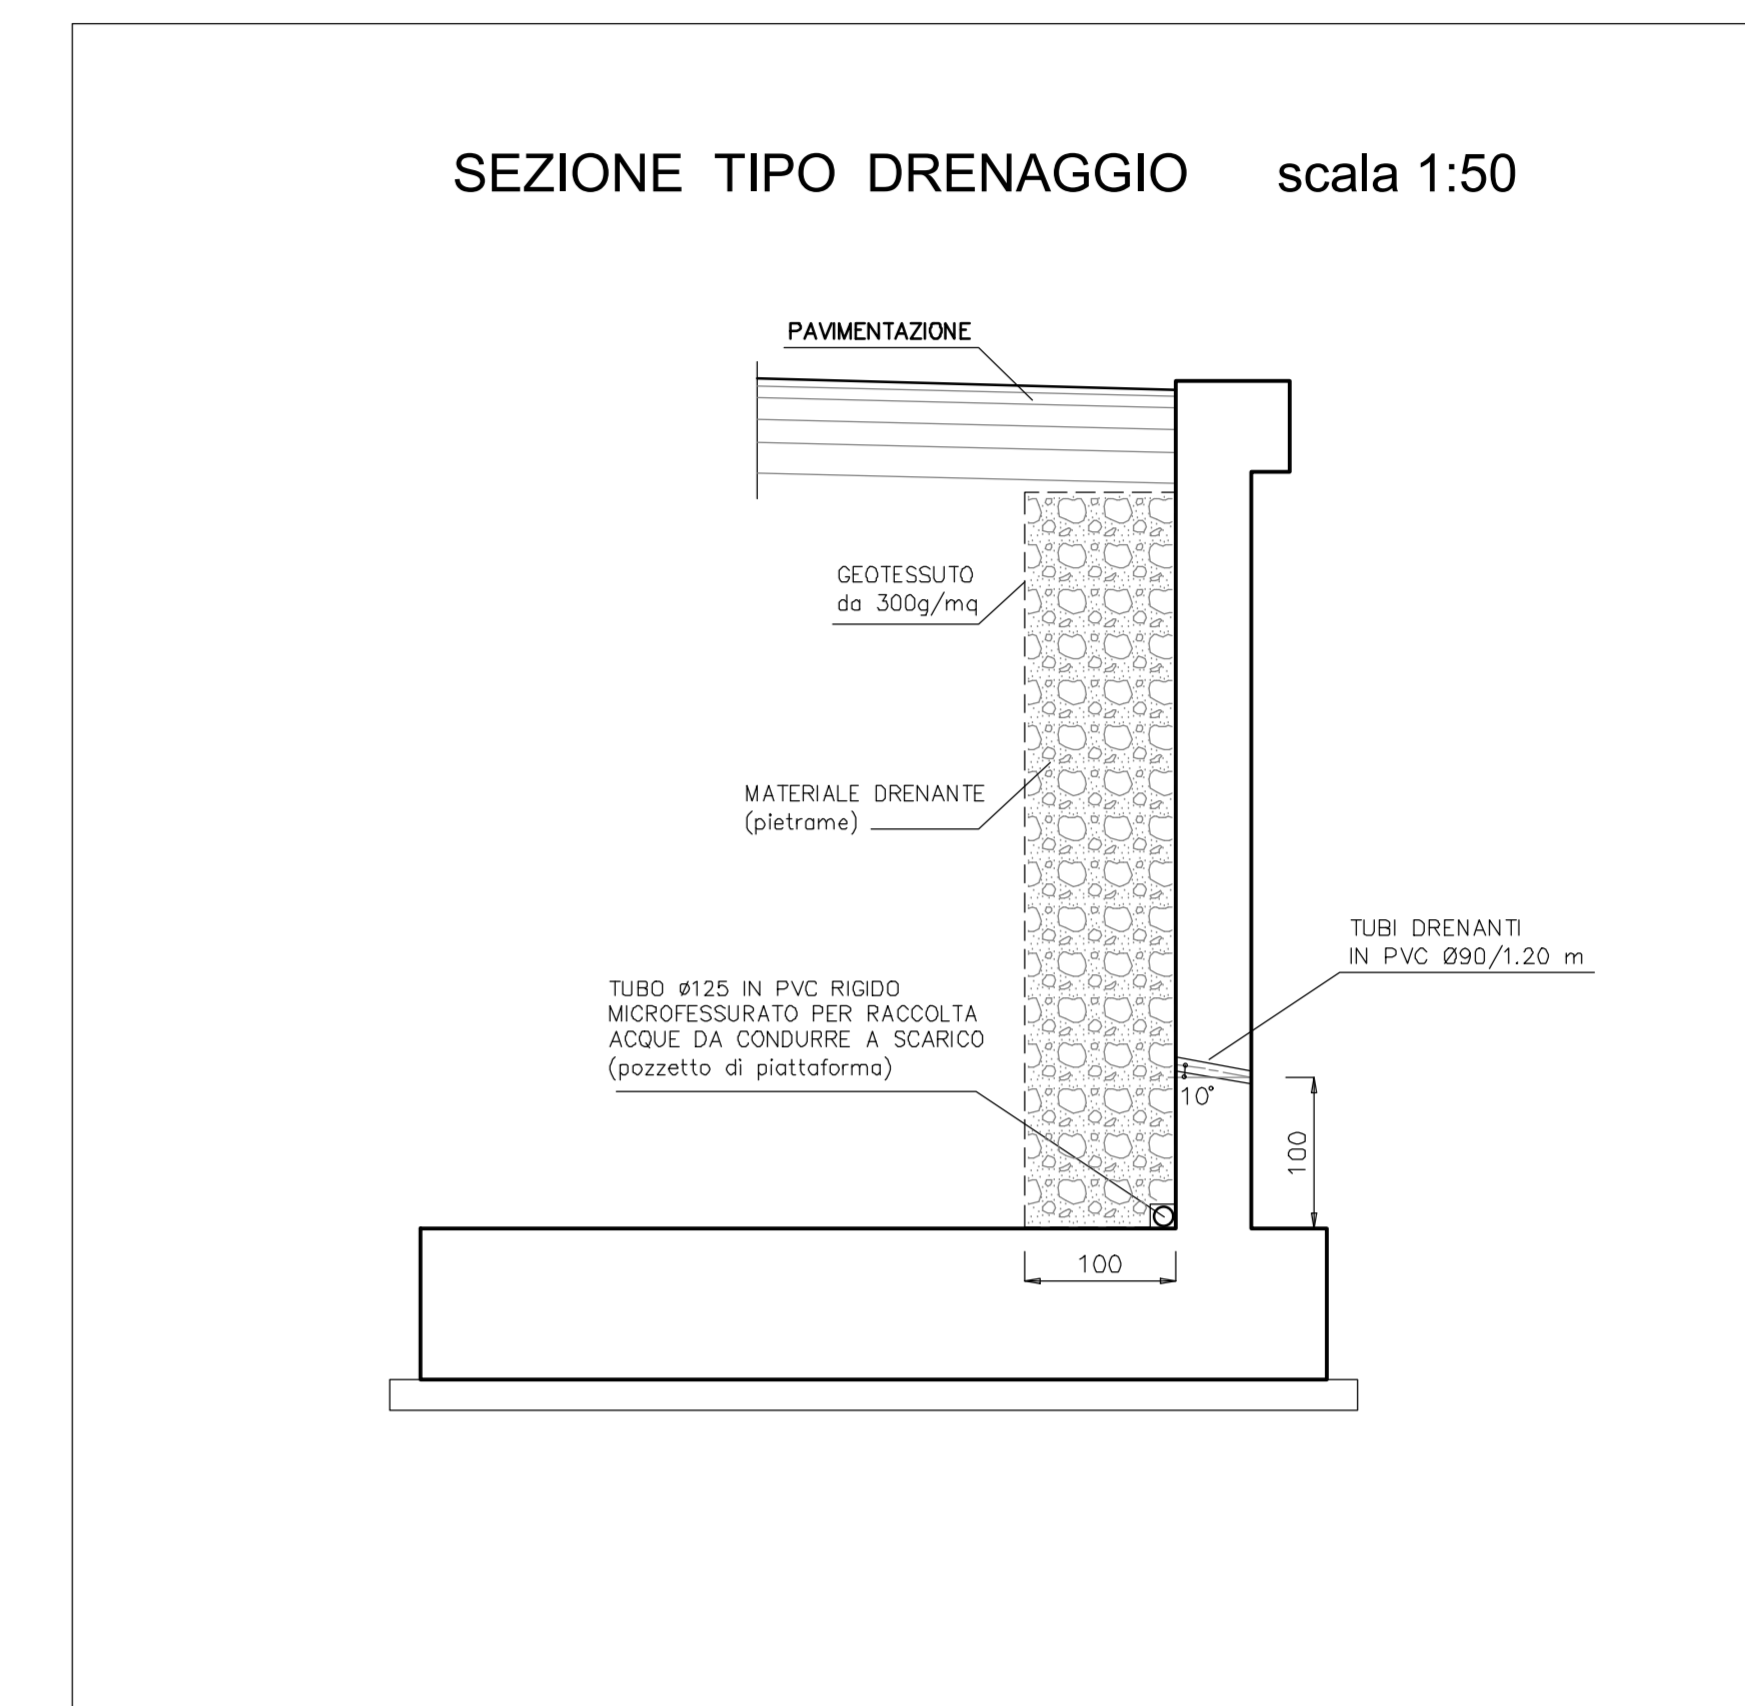 SEZIONE TIPO DRENAGGIO scala 1:50
PAVIMENTAZIONE
GEOTESSUTO
da 300g/mq
MATERIALE DRENANTE
(pietrame)
TUBI DRENANTI
IN PVC Ø90/1.20 m
TUBO Ø125 IN PVC RIGIDO
MICROFESSURATO PER RACCOLTA
ACQUE DA CONDURRE A SCARICO
(pozzetto di piattaforma)
10°
100
100